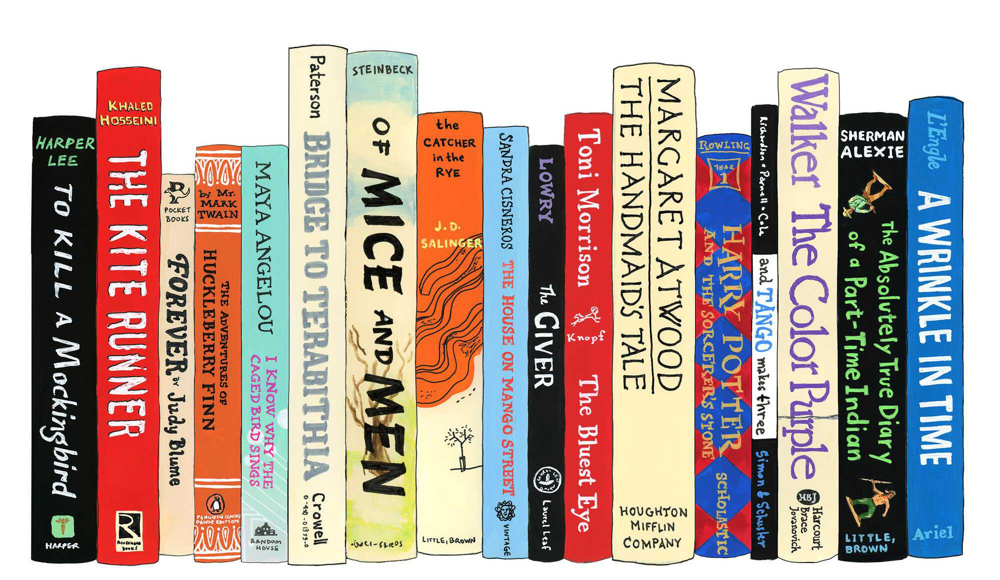 HARPER
LEE
TO KILL A MOCKINGBIRD
HARPER
KHALED
HOSSEINI
THE KITE RUNNER
R
RIVERHEAD
BOOKS
POCKET
BOOKS
FOREVER BY Judy Blume
by Mr.
MARK
TWAIN
THE ADVENTURES OF
HUCKLEBERRY FINN
PENGUIN CLASSICS
DELUXE EDITION
MAYA ANGELOU
I KNOW WHY THE
CAGED BIRD SINGS
RANDOM
HOUSE
Paterson BRIDGE TO TERABITHIA Crowell
STEINBECK
OF MICE AND MEN
the
CATCHER
in the
RYE
J.D.
SALINGER
LITTLE, BROWN
SANDRA CISNEROS THE HOUSE ON MANGO STREET VINTAGE
LOWRY The GIVER Laurel Leaf
Toni Morrison Knopf The Bluest Eye
MARGARET ATWOOD
THE HANDMAID'S TALE
HOUGHTON
MIFFLIN
COMPANY
ROWLING
YEAR
1
HARRY POTTER
AND THE SORCERER'S STONE
SCHOLASTIC
Richardson • Parnell • Cole
and TANGO makes three
Simon & Schuster
Walker The Color Purple
HBJ
Harcourt
Brace
Jovanovich
SHERMAN
ALEXIE
The Absolutely True Diary
of a Part-Time Indian
LITTLE,
BROWN
L'Engle A WRINKLE IN TIME Ariel